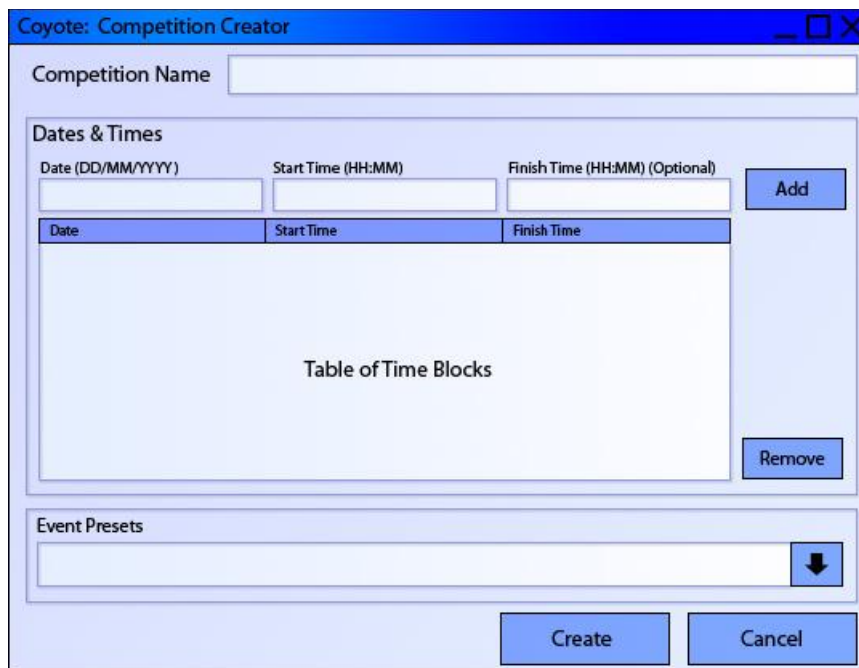 Coyote: Competition Creator
Competition Name
Dates & Times
Date (DD/MM/YYYY) Start Time (HH:MM) Finish Time (HH:MM) (Optional)
Add
Date Start Time Finish Time
Table of Time Blocks
Remove
Event Presets
Create Cancel